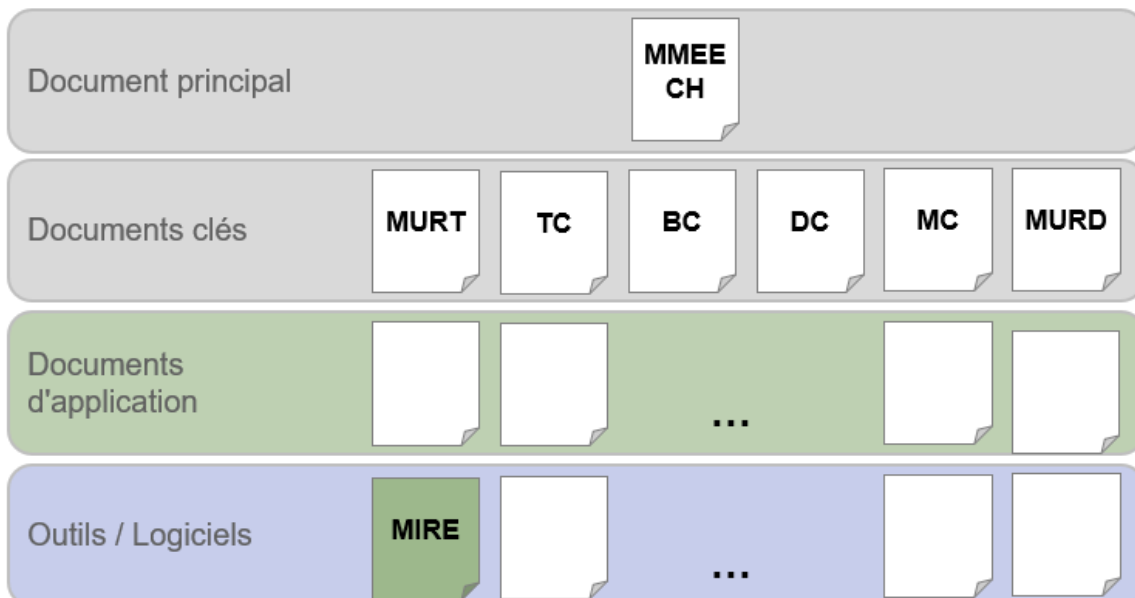 Document principal
MMEE
CH
Documents clés
MURT
TC
BC
DC
MC
MURD
Documents
d'application
...
Outils / Logiciels
MIRE
...